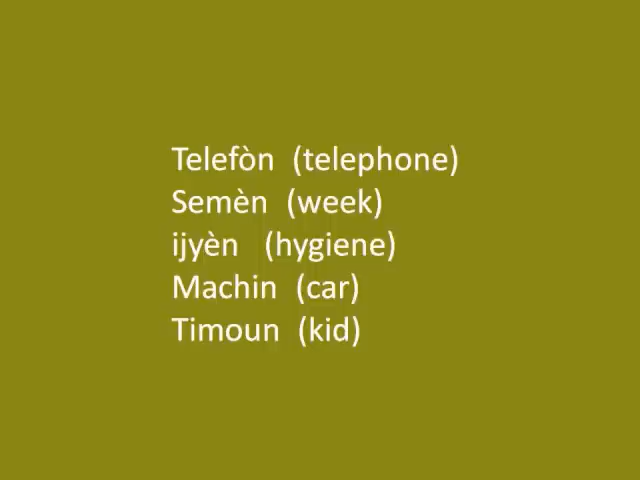 Telefòn (telephone)
Semèn (week)
ijyèn (hygiene)
Machin (car)
Timoun (kid)